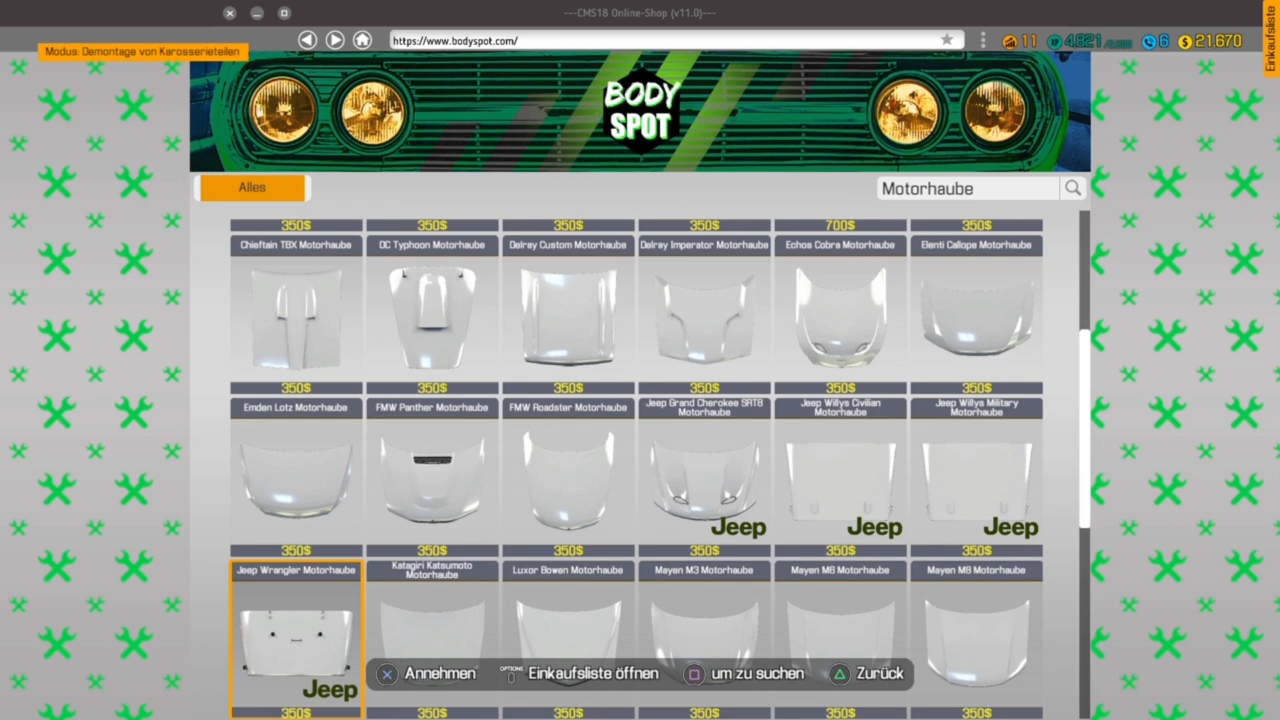 ---CMS18 Online-Shop (v11.0)---
Einkaufsliste
https://www.bodyspot.com/
11
4,821
6
$ 21,670
Modus: Demontage von Karosserieteilen
BODY
SPOT
Alles
Motorhaube
350$ 350$ 350$ 350$ 700$ 350$
Chieftain TBX Motorhaube
DC Typhoon Motorhaube
Delray Custom Motorhaube
Delray Imperator Motorhaube
Echos Cobra Motorhaube
Elenti Callope Motorhaube
350$ 350$ 350$ 350$ 350$ 350$
Emden Lotz Motorhaube
FMW Panther Motorhaube
FMW Roadster Motorhaube
Jeep Grand Cherokee SRT8
Motorhaube
Jeep Willys Civilian
Motorhaube
Jeep Willys Military
Motorhaube
Jeep
Jeep
Jeep
350$ 350$ 350$ 350$ 350$ 350$
Jeep Wrangler Motorhaube
Katagiri Katsumoto
Motorhaube
Luxor Bowen Motorhaube
Mayen M3 Motorhaube
Mayen M6 Motorhaube
Mayen M8 Motorhaube
Jeep
Annehmen
OPTIONS
Einkaufsliste öffnen
um zu suchen
Zurück
350$ 350$ 350$ 350$ 350$ 350$